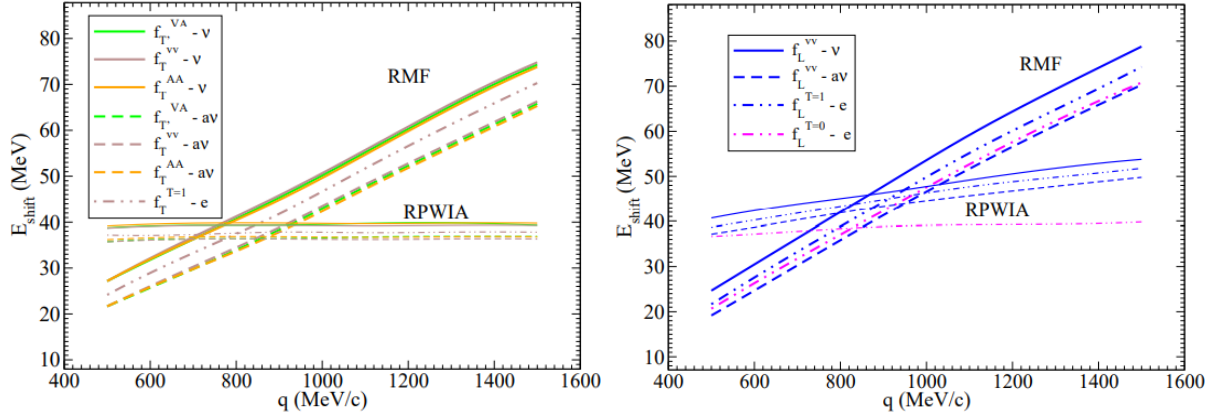 80
70
60
50
40
30
20
10
E_shift (MeV)
f_T'^VA - ν
f_T^vv - ν
f_T^AA - ν
f_T'^VA - aν
f_T^vv - aν
f_T^AA - aν
f_T^T=1 - e
RMF
RPWIA
400 600 800 1000 1200 1400 1600
q (MeV/c)
80
70
60
50
40
30
20
10
E_shift (MeV)
f_L^vv - ν
f_L^vv - aν
f_L^T=1 - e
f_L^T=0 - e
RMF
RPWIA
400 600 800 1000 1200 1400 1600
q (MeV/c)